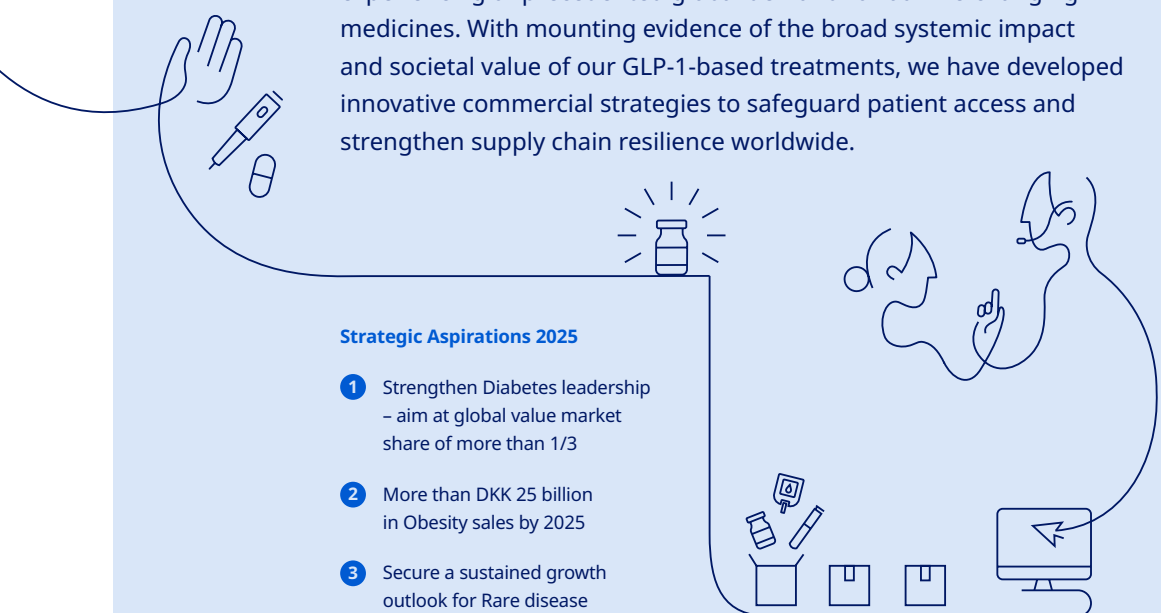 medicines. With mounting evidence of the broad systemic impact
and societal value of our GLP-1-based treatments, we have developed
innovative commercial strategies to safeguard patient access and
strengthen supply chain resilience worldwide.
Strategic Aspirations 2025
1 Strengthen Diabetes leadership
– aim at global value market
share of more than 1/3
2 More than DKK 25 billion
in Obesity sales by 2025
3 Secure a sustained growth
outlook for Rare disease